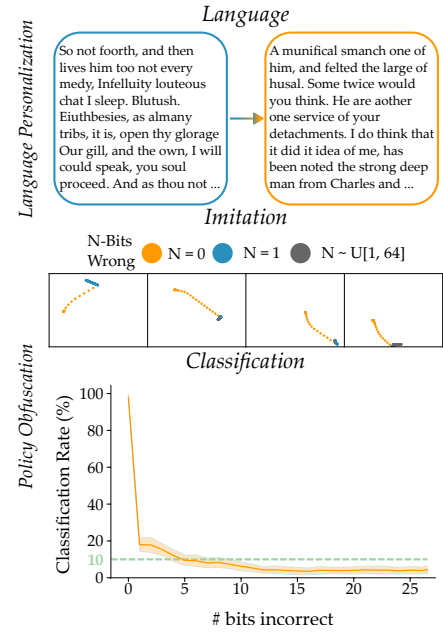 Language
Language Personalization
So not foorth, and then
lives him too not every
medy, Infelluity louteous
chat I sleep. Blutush.
Eiuthbesies, as almany
tribs, it is, open thy glorage
Our gill, and the own, I will
could speak, you soul
proceed. And as thou not ...
A munifical smanch one of
him, and felted the large of
husal. Some twice would
you think. He are aother
one service of your
detachments. I do think that
it did it idea of me, has
been noted the strong deep
man from Charles and ...
Imitation
N-Bits
Wrong
N = 0
N = 1
N ~ U[1, 64]
Policy Obfuscation
Classification
Classification Rate (%)
100
80
60
40
20
10
0
0
5
10
15
20
25
# bits incorrect